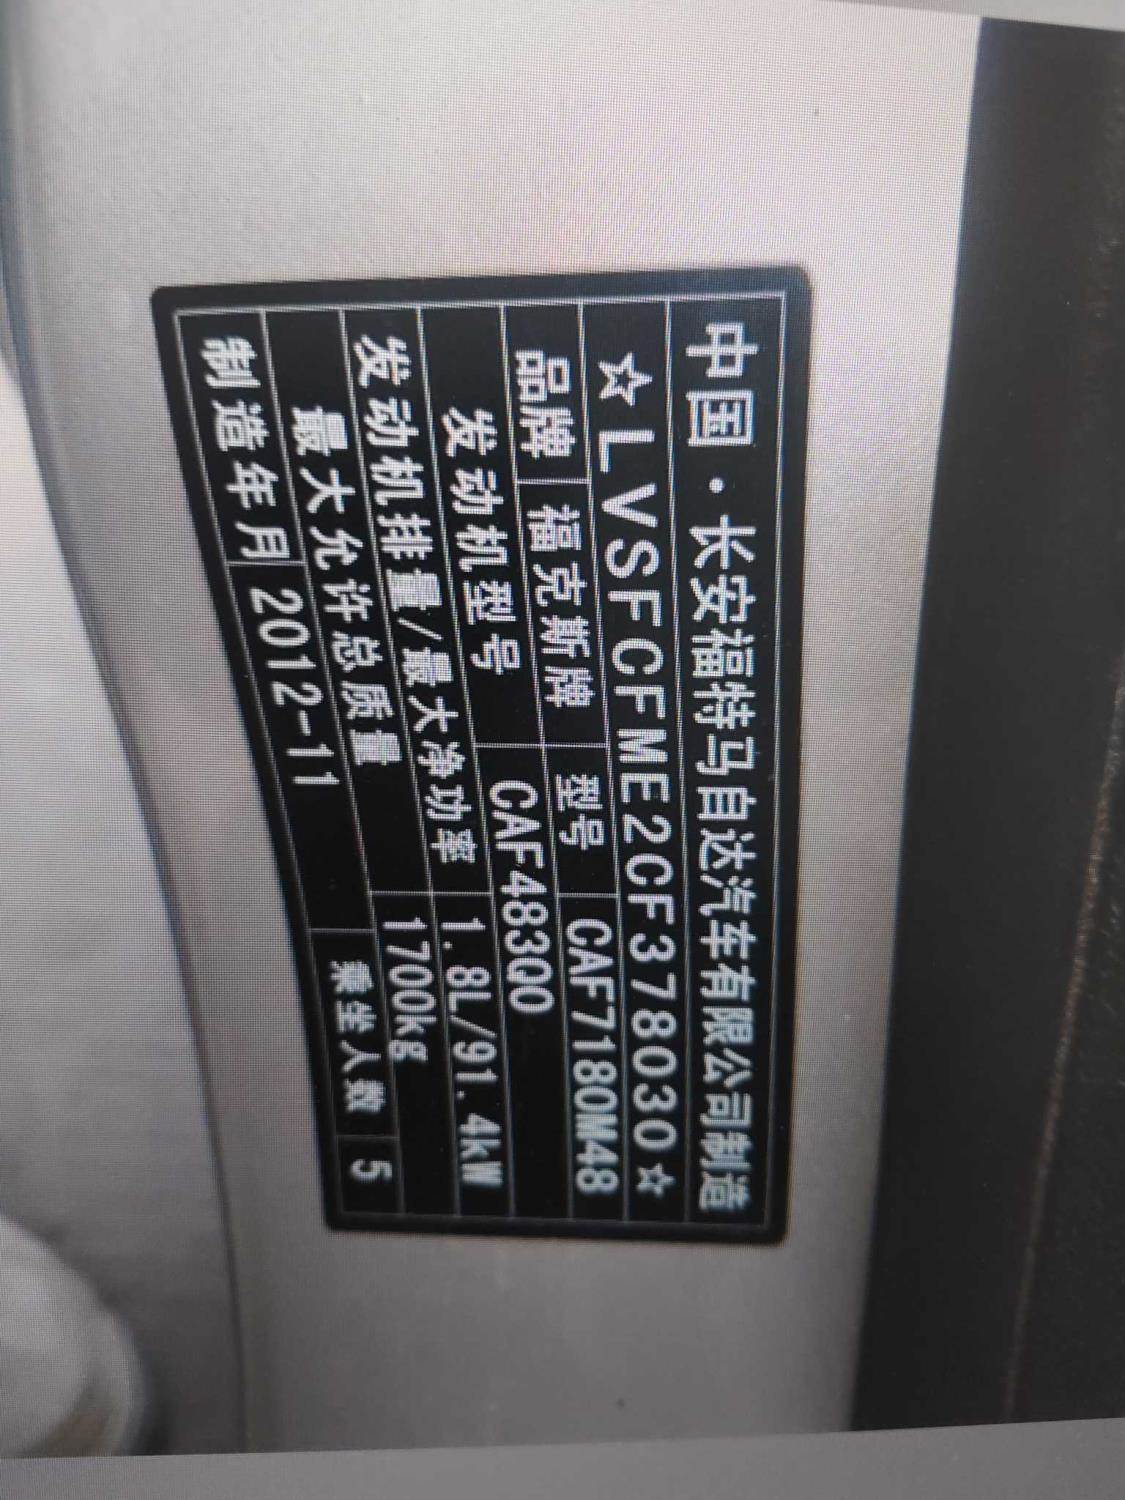 中国·长安福特马自达汽车有限公司制造
☆LVSFCFME2CF378030☆
品牌 福克斯牌 型号 CAF7180M48
发动机型号 CAF483Q0
发动机排量/最大净功率 1.8L/91.4kW
最大允许总质量 1700kg
制造年月 2012-11 乘坐人数 5